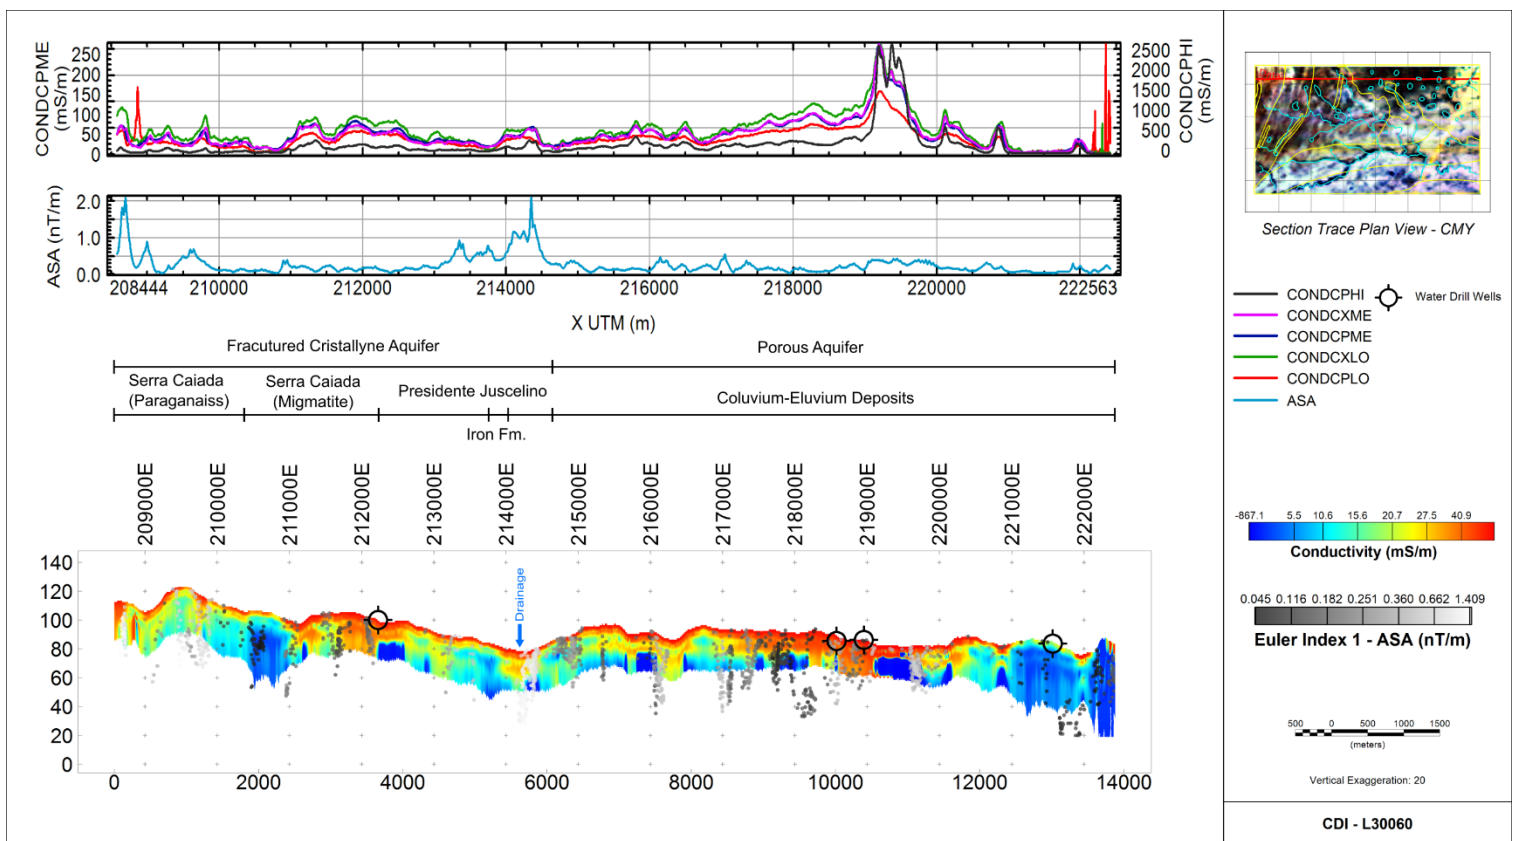 CONDCPME
(mS/m)
250
200
150
100
50
0
2500
2000
1500
1000
500
0
CONDCPHI
(mS/m)
ASA (nT/m)
2.0
1.0
0.0
208444 210000 212000 214000 216000 218000 220000 222563
X UTM (m)
Fracutured Cristallyne Aquifer
Porous Aquifer
Serra Caiada
(Paraganaiss)
Serra Caiada
(Migmatite)
Presidente Juscelino
Coluvium-Eluvium Deposits
Iron Fm.
209000E 210000E 211000E 212000E 213000E 214000E 215000E 216000E 217000E 218000E 219000E 220000E 221000E 222000E
140
120
100
80
60
40
20
0
Drainage
0 2000 4000 6000 8000 10000 12000 14000
Section Trace Plan View - CMY
CONDCPHI
Water Drill Wells
CONDCXME
CONDCPME
CONDCXLO
CONDCPLO
ASA
-867.1 5.5 10.6 15.6 20.7 27.5 40.9
Conductivity (mS/m)
0.045 0.116 0.182 0.251 0.360 0.662 1.409
Euler Index 1 - ASA (nT/m)
500 0 500 1000 1500
(meters)
Vertical Exaggeration: 20
CDI - L30060